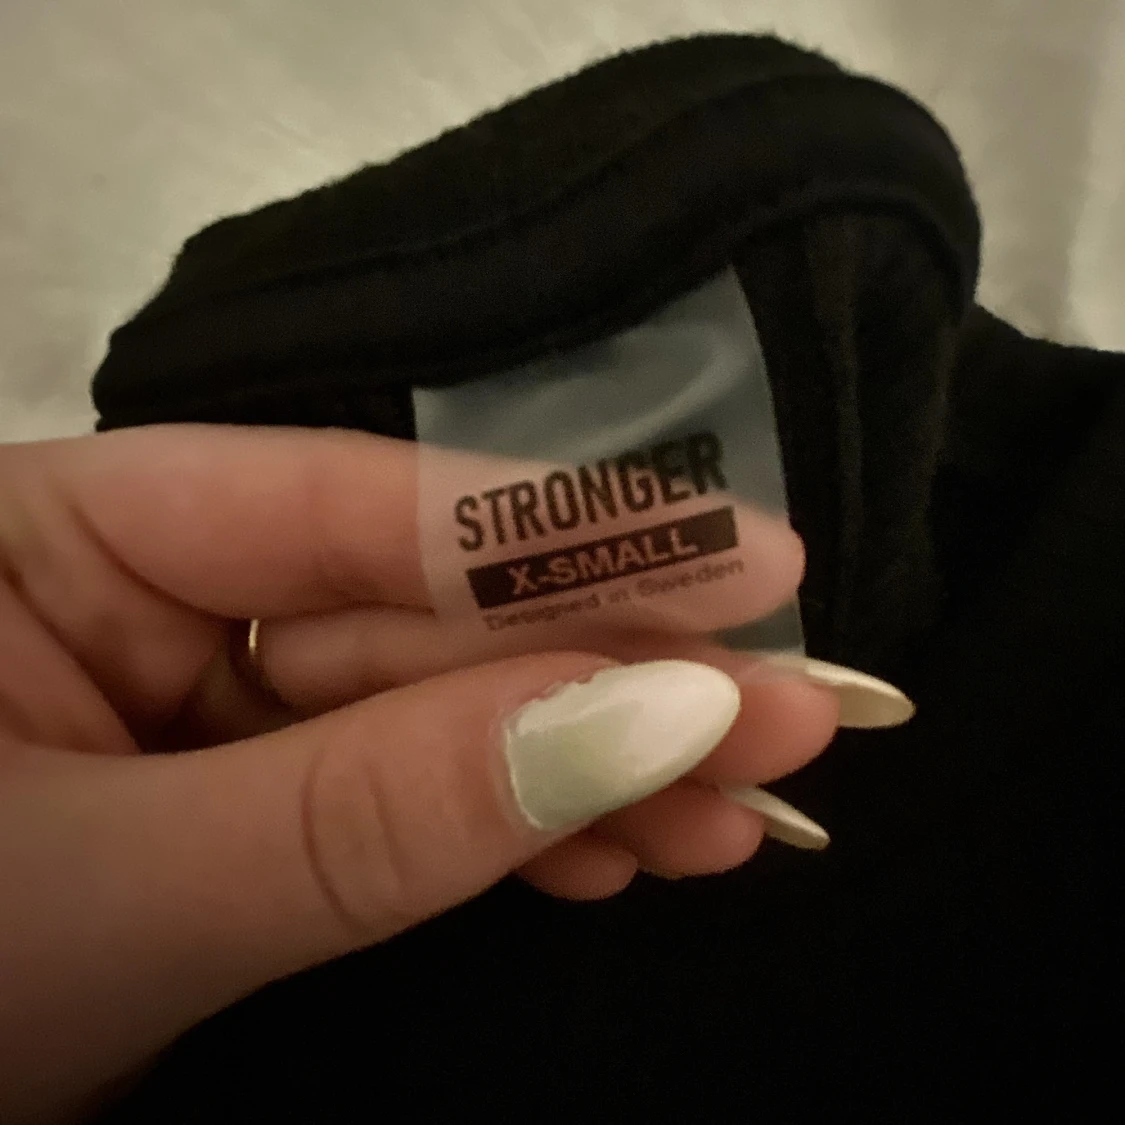 STRONGER
X-SMALL
Designed in Sweden